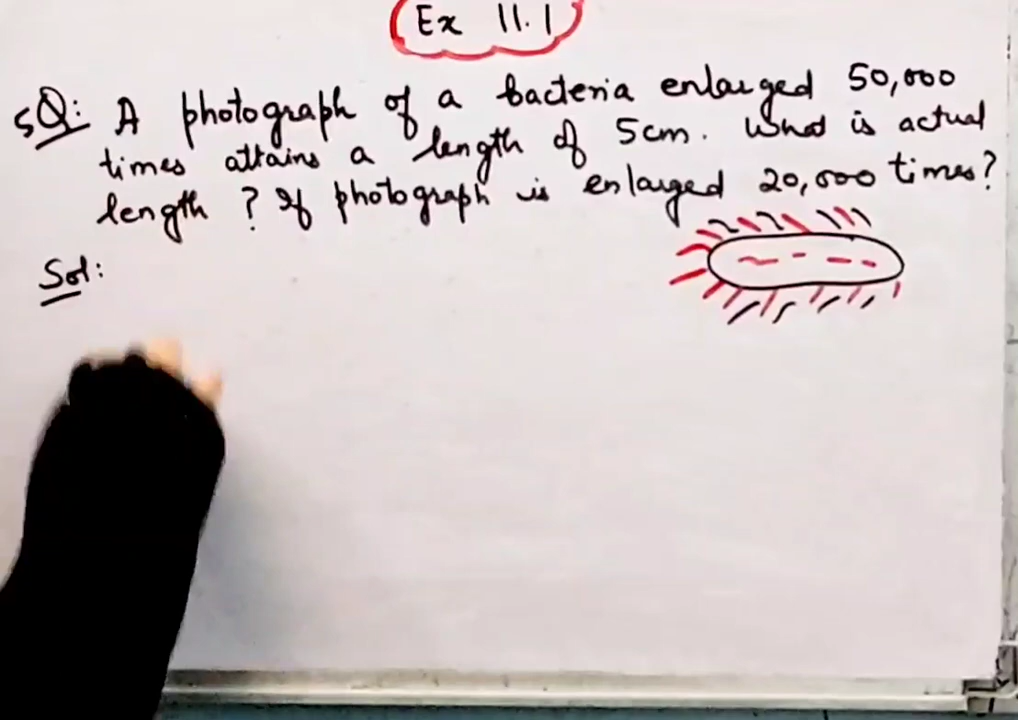 Ex 11.1
5Q: A photograph of a bacteria enlarged 50,000
times attains a length of 5cm. What is actual
length ? If photograph is enlarged 20,000 times?
Sol: